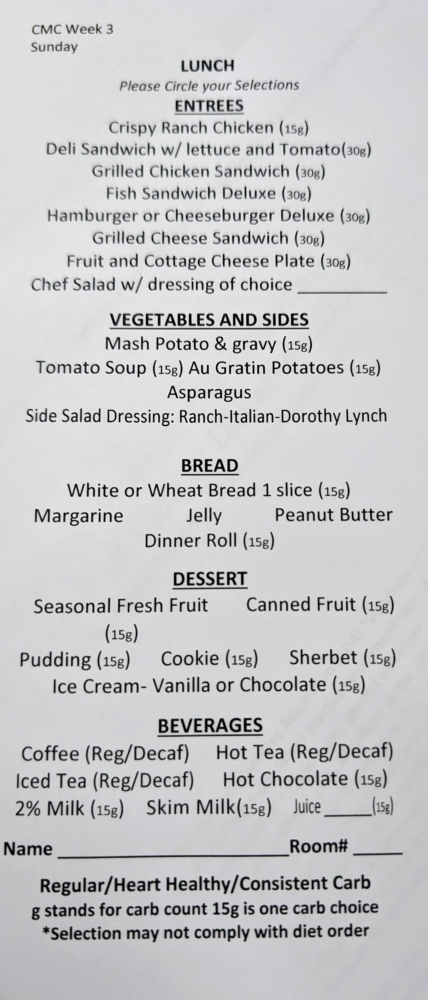 CMC Week 3
Sunday
LUNCH
Please Circle your Selections
ENTREES
Crispy Ranch Chicken (15g)
Deli Sandwich w/ lettuce and Tomato(30g)
Grilled Chicken Sandwich (30g)
Fish Sandwich Deluxe (30g)
Hamburger or Cheeseburger Deluxe (30g)
Grilled Cheese Sandwich (30g)
Fruit and Cottage Cheese Plate (30g)
Chef Salad w/ dressing of choice __________
VEGETABLES AND SIDES
Mash Potato & gravy (15g)
Tomato Soup (15g) Au Gratin Potatoes (15g)
Asparagus
Side Salad Dressing: Ranch-Italian-Dorothy Lynch
BREAD
White or Wheat Bread 1 slice (15g)
Margarine Jelly Peanut Butter
Dinner Roll (15g)
DESSERT
Seasonal Fresh Fruit Canned Fruit (15g)
(15g)
Pudding (15g) Cookie (15g) Sherbet (15g)
Ice Cream- Vanilla or Chocolate (15g)
BEVERAGES
Coffee (Reg/Decaf) Hot Tea (Reg/Decaf)
Iced Tea (Reg/Decaf) Hot Chocolate (15g)
2% Milk (15g) Skim Milk(15g) Juice ______(15g)
Name __________________________Room# _____
Regular/Heart Healthy/Consistent Carb
g stands for carb count 15g is one carb choice
*Selection may not comply with diet order